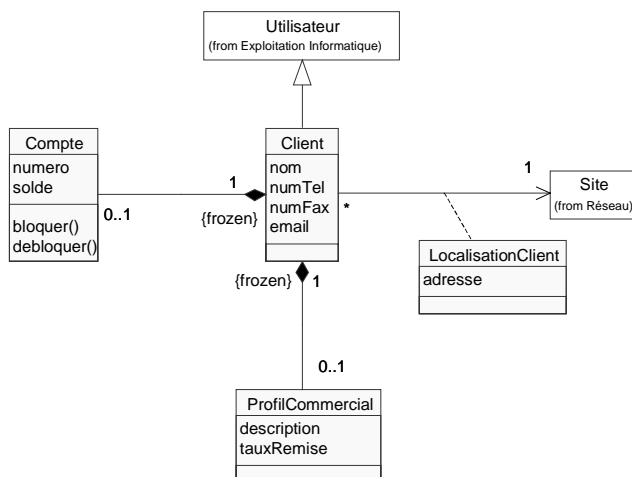 Utilisateur
(from Exploitation Informatique)
Compte
numero
solde
bloquer()
debloquer()
0..1
1
{frozen}
Client
nom
numTel
numFax
email
*
1
Site
(from Réseau)
LocalisationClient
adresse
{frozen}
1
0..1
ProfilCommercial
description
tauxRemise